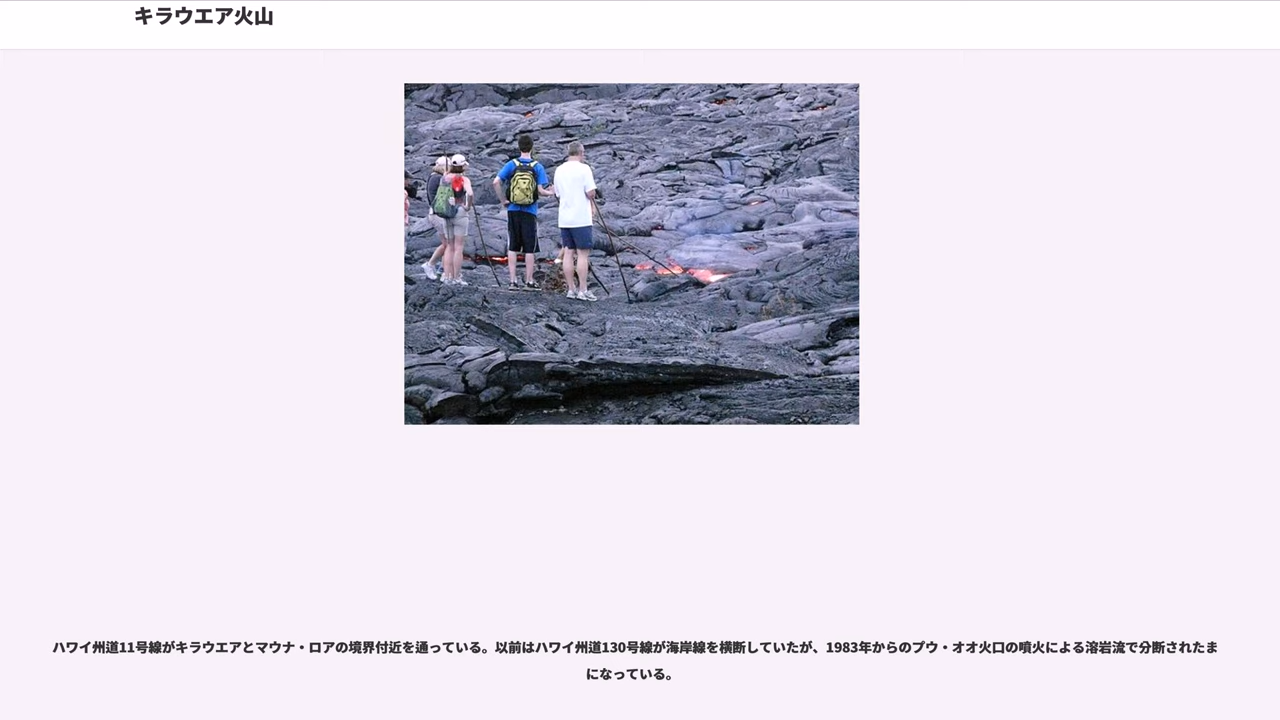 キラウエア火山
ハワイ州道11号線がキラウエアとマウナ・ロアの境界付近を通っている。以前はハワイ州道130号線が海岸線を横断していたが、1983年からのプウ・オオ火口の噴火による溶岩流で分断されたま
になっている。